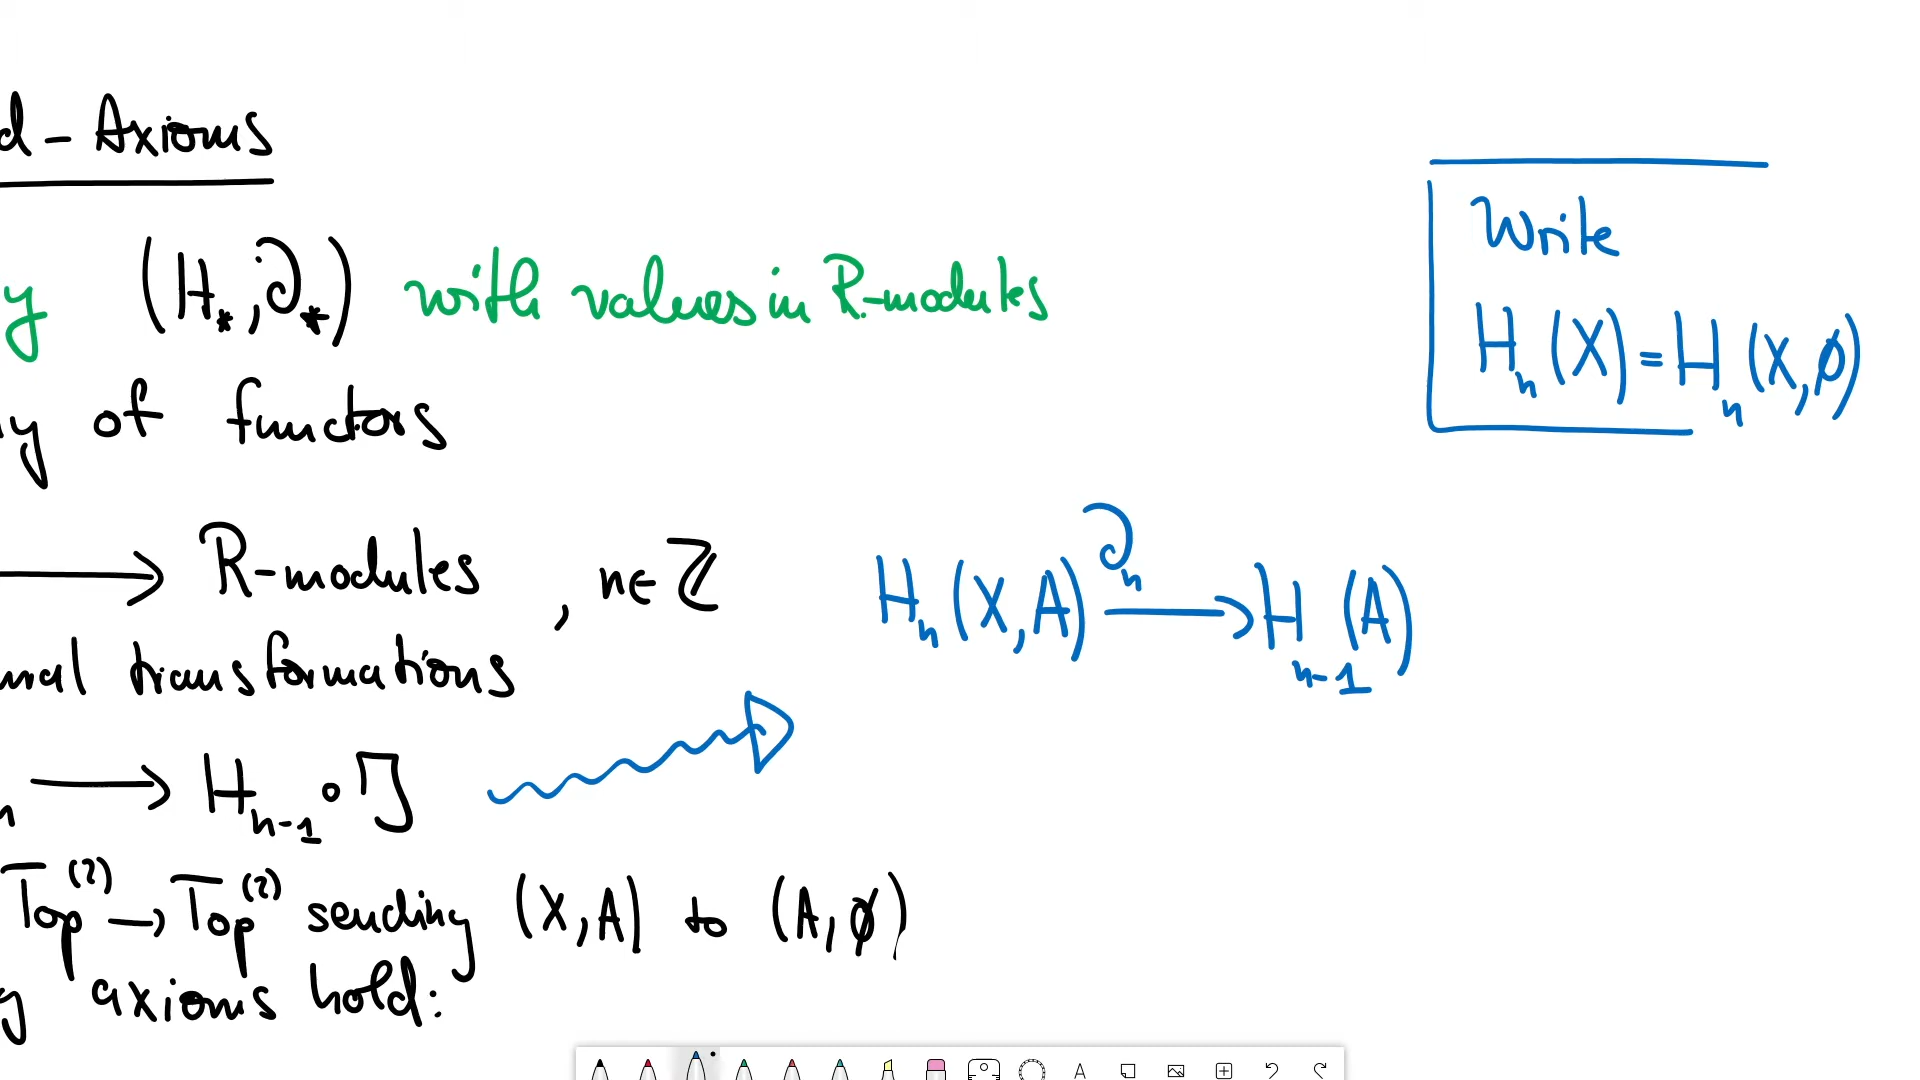 d-Axioms
Write
y (H_*, ∂_*) with values in R-modules
H_n(X) = H_n(X,∅)
y of functors
⟶ R-modules , n∈ℤ
H_n(X,A) ⟶^{∂_n} H_{n-1}(A)
transformations
n ⟶ H_{n-1}∘
Top^(2) → Top^(2) sending (X,A) to (A,∅)
y axioms hold:
A